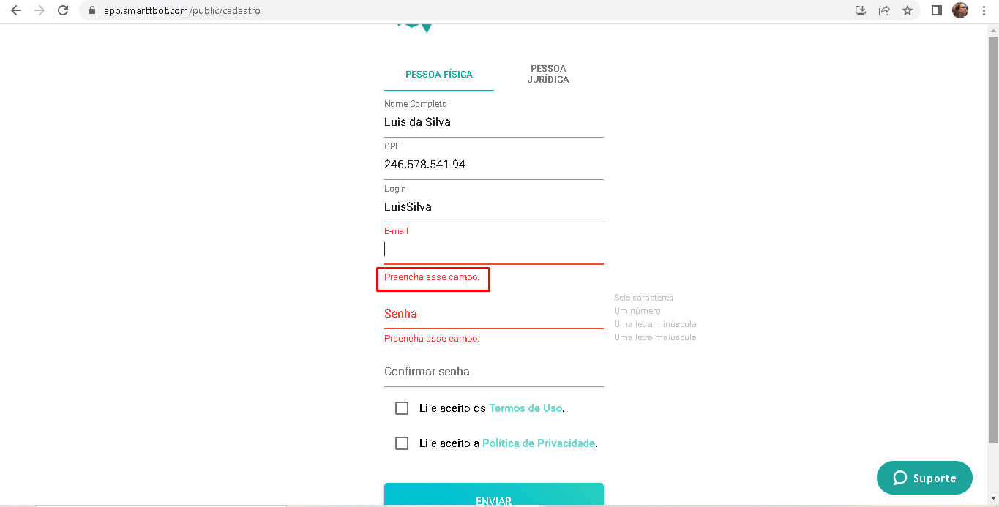 app.smarttbot.com/public/cadastro
PESSOA FÍSICA
PESSOA
JURÍDICA
Nome Completo
Luis da Silva
CPF
246.578.541-94
Login
LuisSilva
E-mail
Preencha esse campo.
Senha
Preencha esse campo.
Seis caracteres
Um número
Uma letra minúscula
Uma letra maiúscula
Confirmar senha
Li e aceito os Termos de Uso.
Li e aceito a Política de Privacidade.
Suporte
ENVIAR